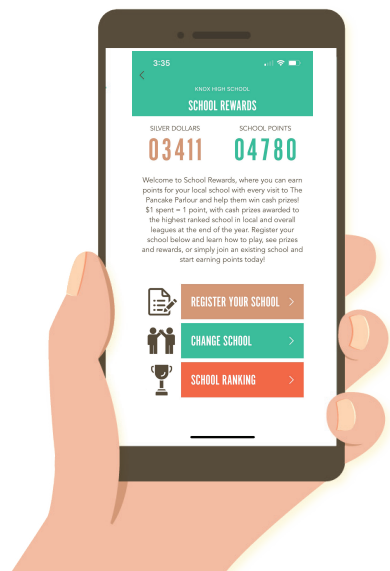 3:35
KNOX HIGH SCHOOL
SCHOOL REWARDS
SILVER DOLLARS SCHOOL POINTS
03411 04780
Welcome to School Rewards, where you can earn
points for your local school with every visit to The
Pancake Parlour and help them win cash prizes!
$1 spent = 1 point, with cash prizes awarded to
the highest ranked school in local and overall
leagues at the end of the year. Register your
school below and learn how to play, see prizes
and rewards, or simply join an existing school and
start earning points today!
REGISTER YOUR SCHOOL
CHANGE SCHOOL
SCHOOL RANKING